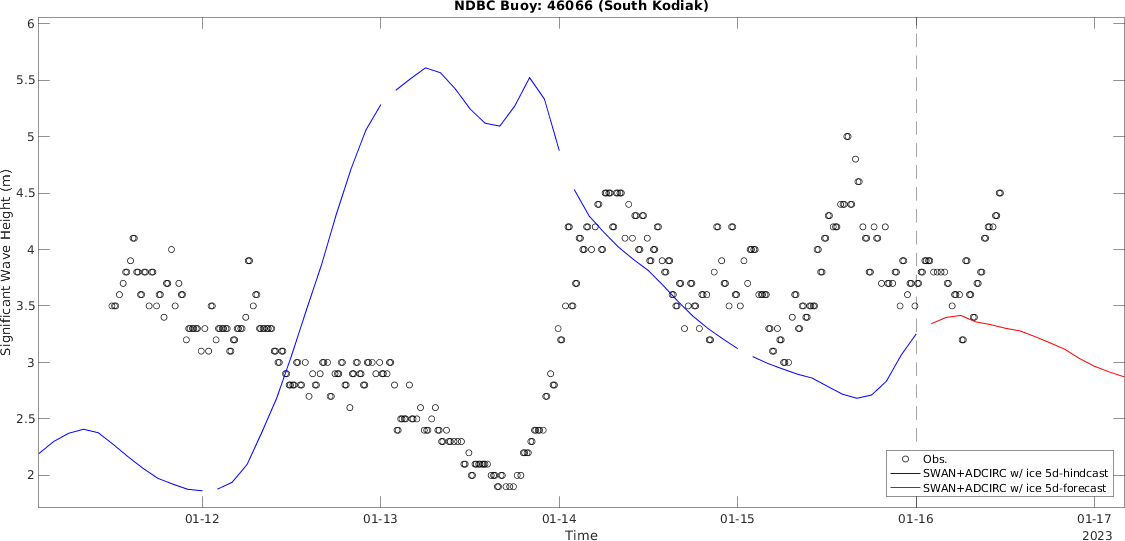 NDBC Buoy: 46066 (South Kodiak)
6
5.5
5
4.5
4
3.5
3
2.5
2
Significant Wave Height (m)
Obs.
SWAN+ADCIRC w/ ice 5d-hindcast
SWAN+ADCIRC w/ ice 5d-forecast
01-12
01-13
01-14
01-15
01-16
01-17
Time
2023